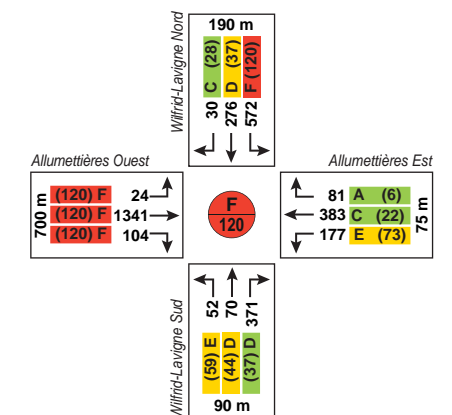 190 m
Wilfrid-Lavigne Nord
C (28)
D (37)
F (120)
30
276
572
Allumettières Ouest
700 m
(120) F 24
(120) F 1341
(120) F 104
F
120
Allumettières Est
81 A (6)
383 C (22)
177 E (73)
75 m
Wilfrid-Lavigne Sud
52
70
371
(59) E
(44) D
(37) D
90 m